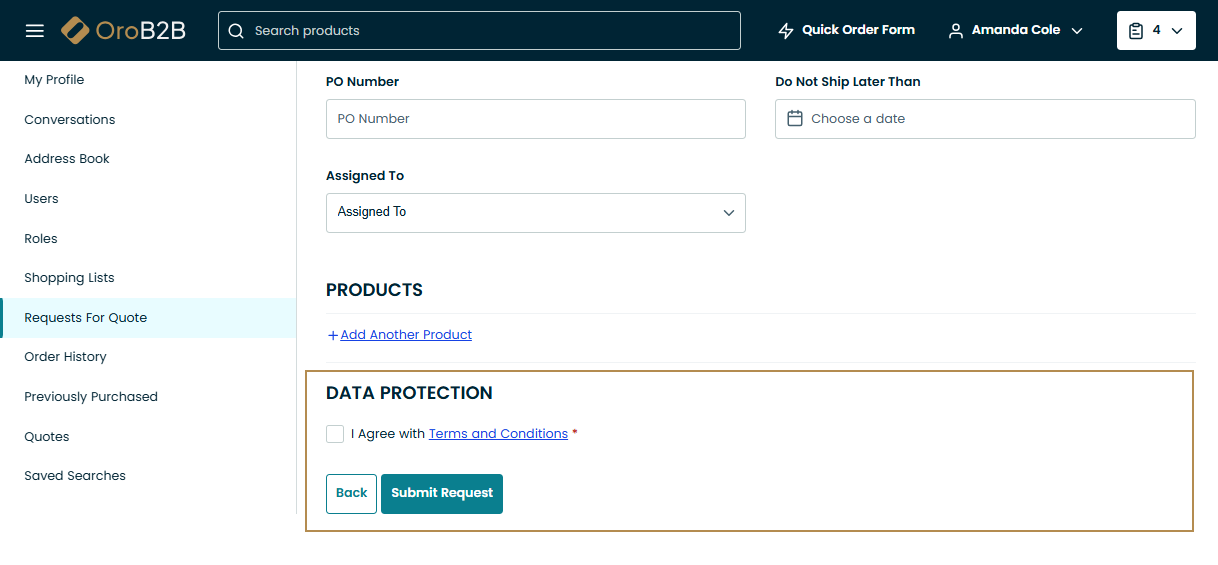 OroB2B
Search products
Quick Order Form
Amanda Cole
4
My Profile
Conversations
Address Book
Users
Roles
Shopping Lists
Requests For Quote
Order History
Previously Purchased
Quotes
Saved Searches
PO Number
PO Number
Do Not Ship Later Than
Choose a date
Assigned To
Assigned To
PRODUCTS
+Add Another Product
DATA PROTECTION
I Agree with Terms and Conditions *
Back
Submit Request